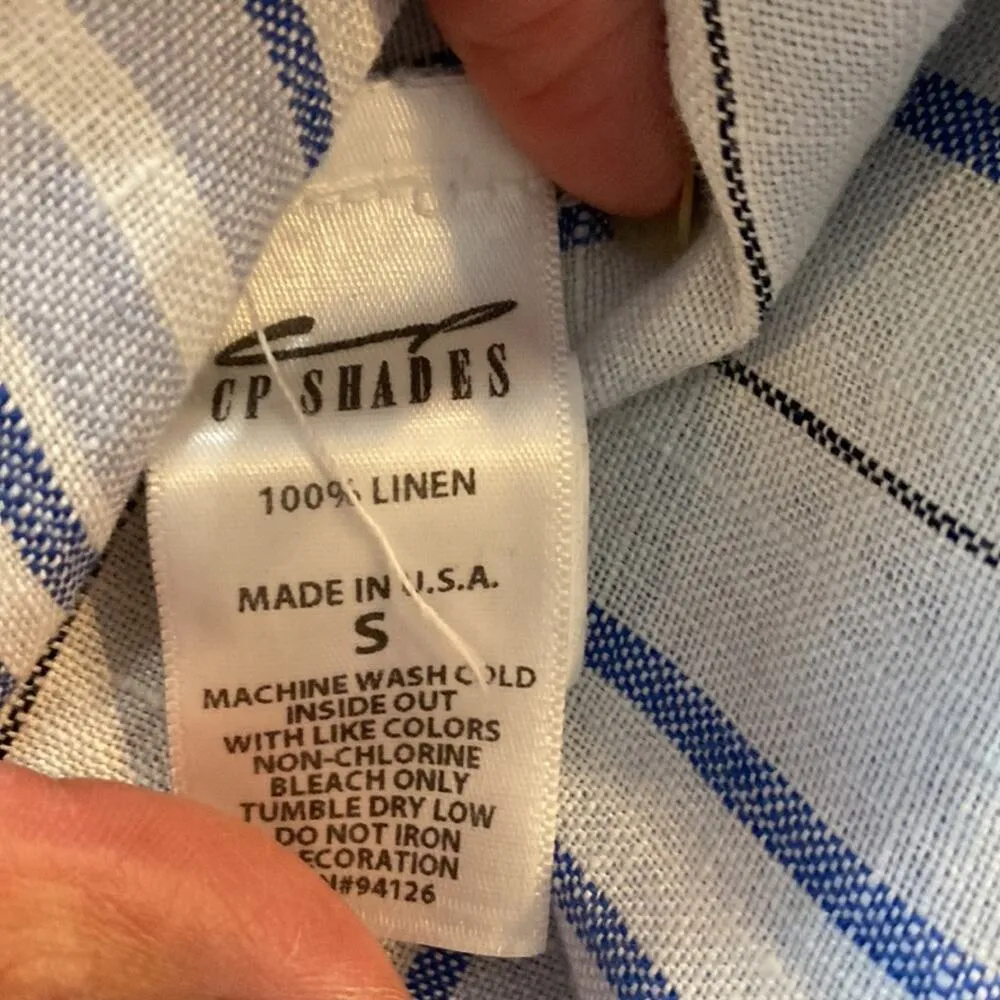 CP SHADES
100% LINEN
MADE IN U.S.A.
S
MACHINE WASH COLD
INSIDE OUT
WITH LIKE COLORS
NON-CHLORINE
BLEACH ONLY
TUMBLE DRY LOW
DO NOT IRON
ECORATION
N#94126